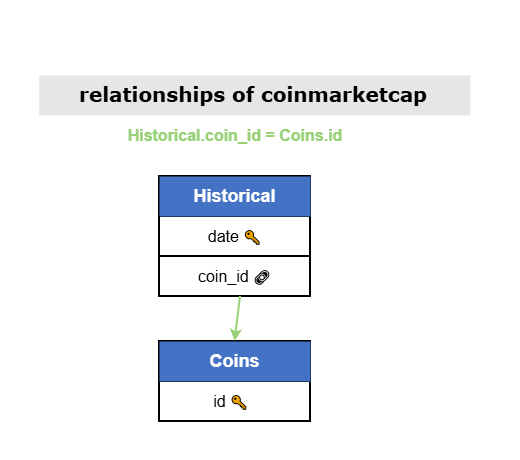 relationships of coinmarketcap
Historical.coin_id = Coins.id
Historical
date
coin_id
Coins
id